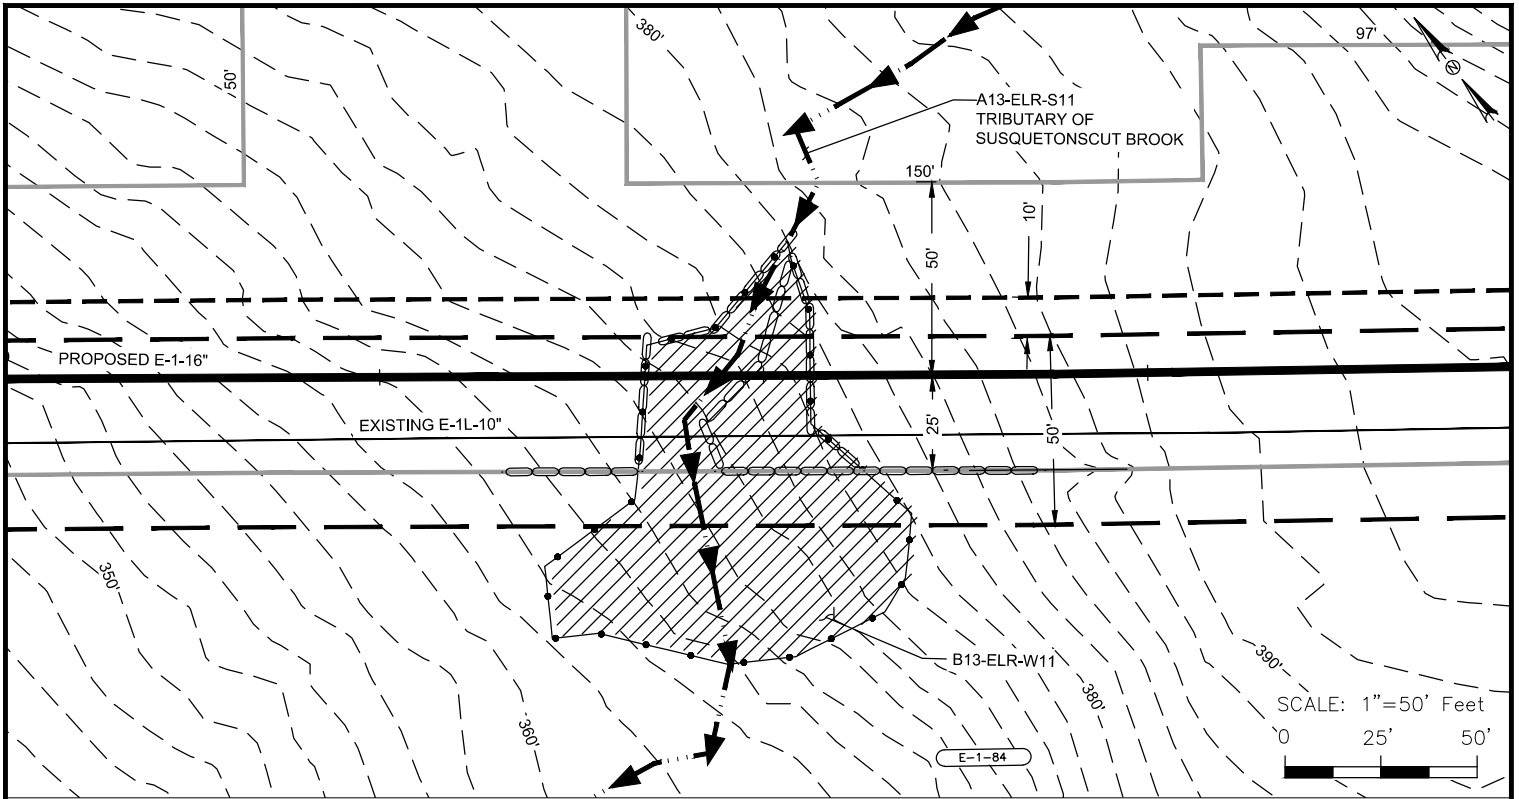 380'
97'
50'
N
A13-ELR-S11
TRIBUTARY OF
SUSQUETONSCUT BROOK
150'
10'
50'
PROPOSED E-1-16"
EXISTING E-1L-10"
25'
50'
350'
B13-ELR-W11
390'
380'
360'
SCALE: 1"=50' Feet
0 25' 50'
E-1-84